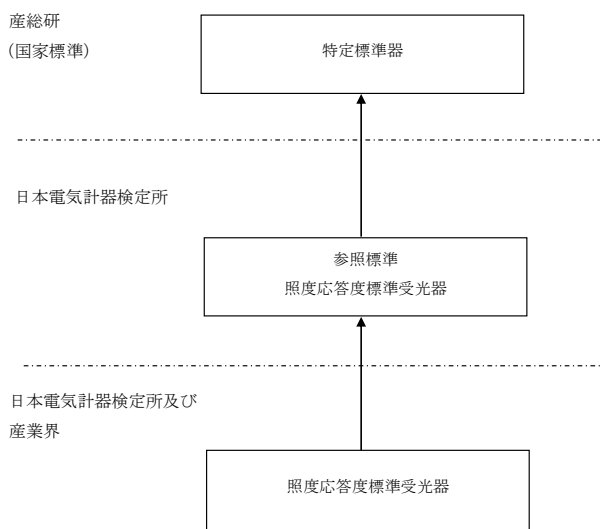 産総研
(国家標準)
特定標準器
日本電気計器検定所
参照標準
照度応答度標準受光器
日本電気計器検定所及び
産業界
照度応答度標準受光器